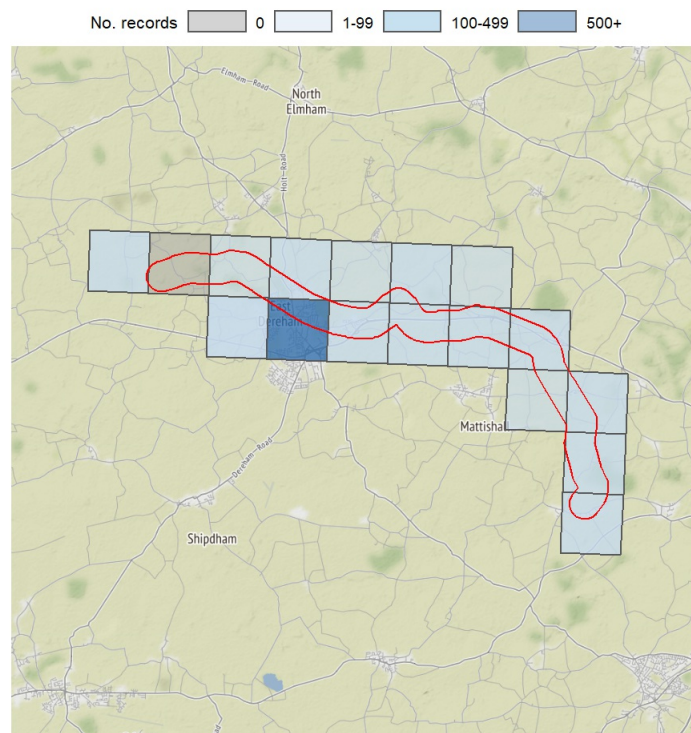 No. records 0 1-99 100-499 500+
Elmham-Road
North
Elmham
Holt-Road
East
Dereham
Mattishal
Dereham-Road
Shipdham